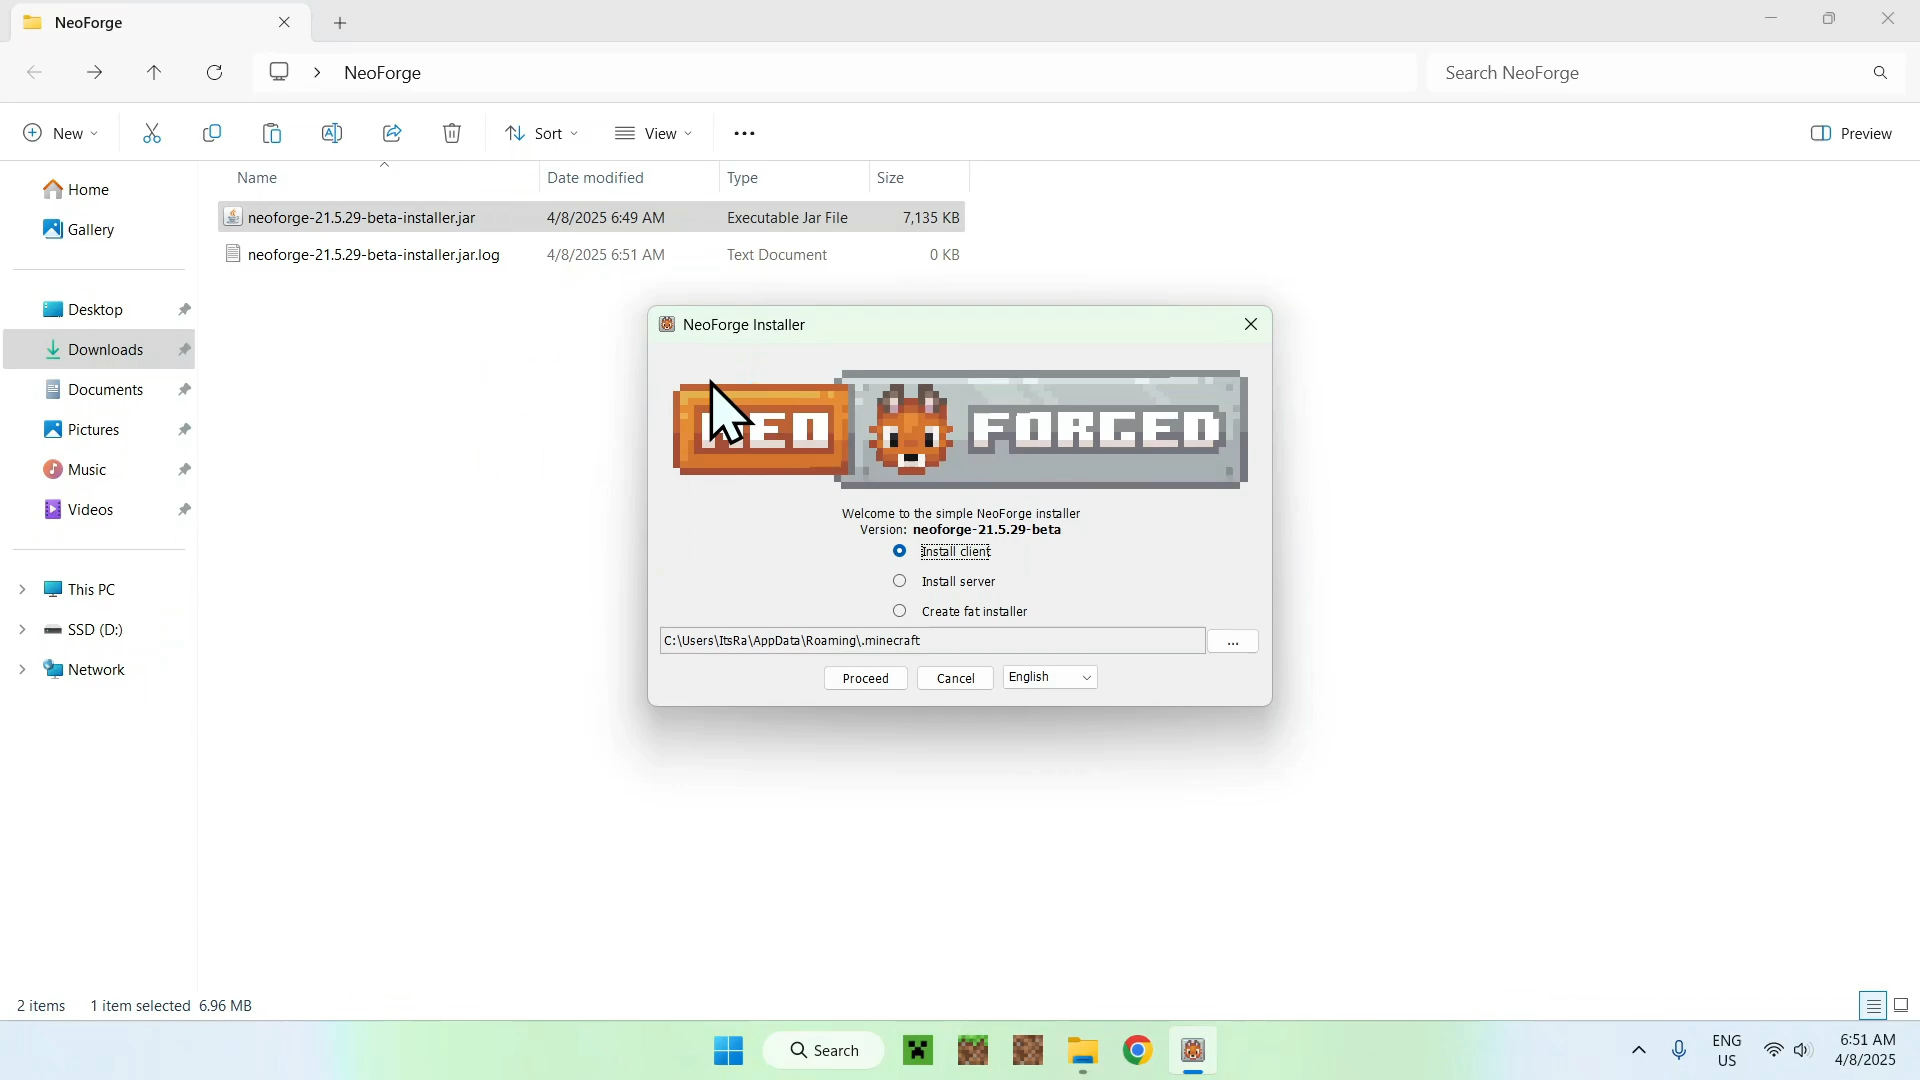 NeoForge
NeoForge
Search NeoForge
New
Sort
View
Preview
Name
Date modified
Type
Size
neoforge-21.5.29-beta-installer.jar
4/8/2025 6:49 AM
Executable Jar File
7,135 KB
neoforge-21.5.29-beta-installer.jar.log
4/8/2025 6:51 AM
Text Document
0 KB
Home
Gallery
Desktop
Downloads
Documents
Pictures
Music
Videos
This PC
SSD (D:)
Network
NeoForge Installer
NEO FORGED
Welcome to the simple NeoForge installer
Version: neoforge-21.5.29-beta
Install client
Install server
Create fat installer
C:\Users\ItsRa\AppData\Roaming\.minecraft
...
Proceed
Cancel
English
2 items
1 item selected 6.96 MB
Search
ENG
US
6:51 AM
4/8/2025